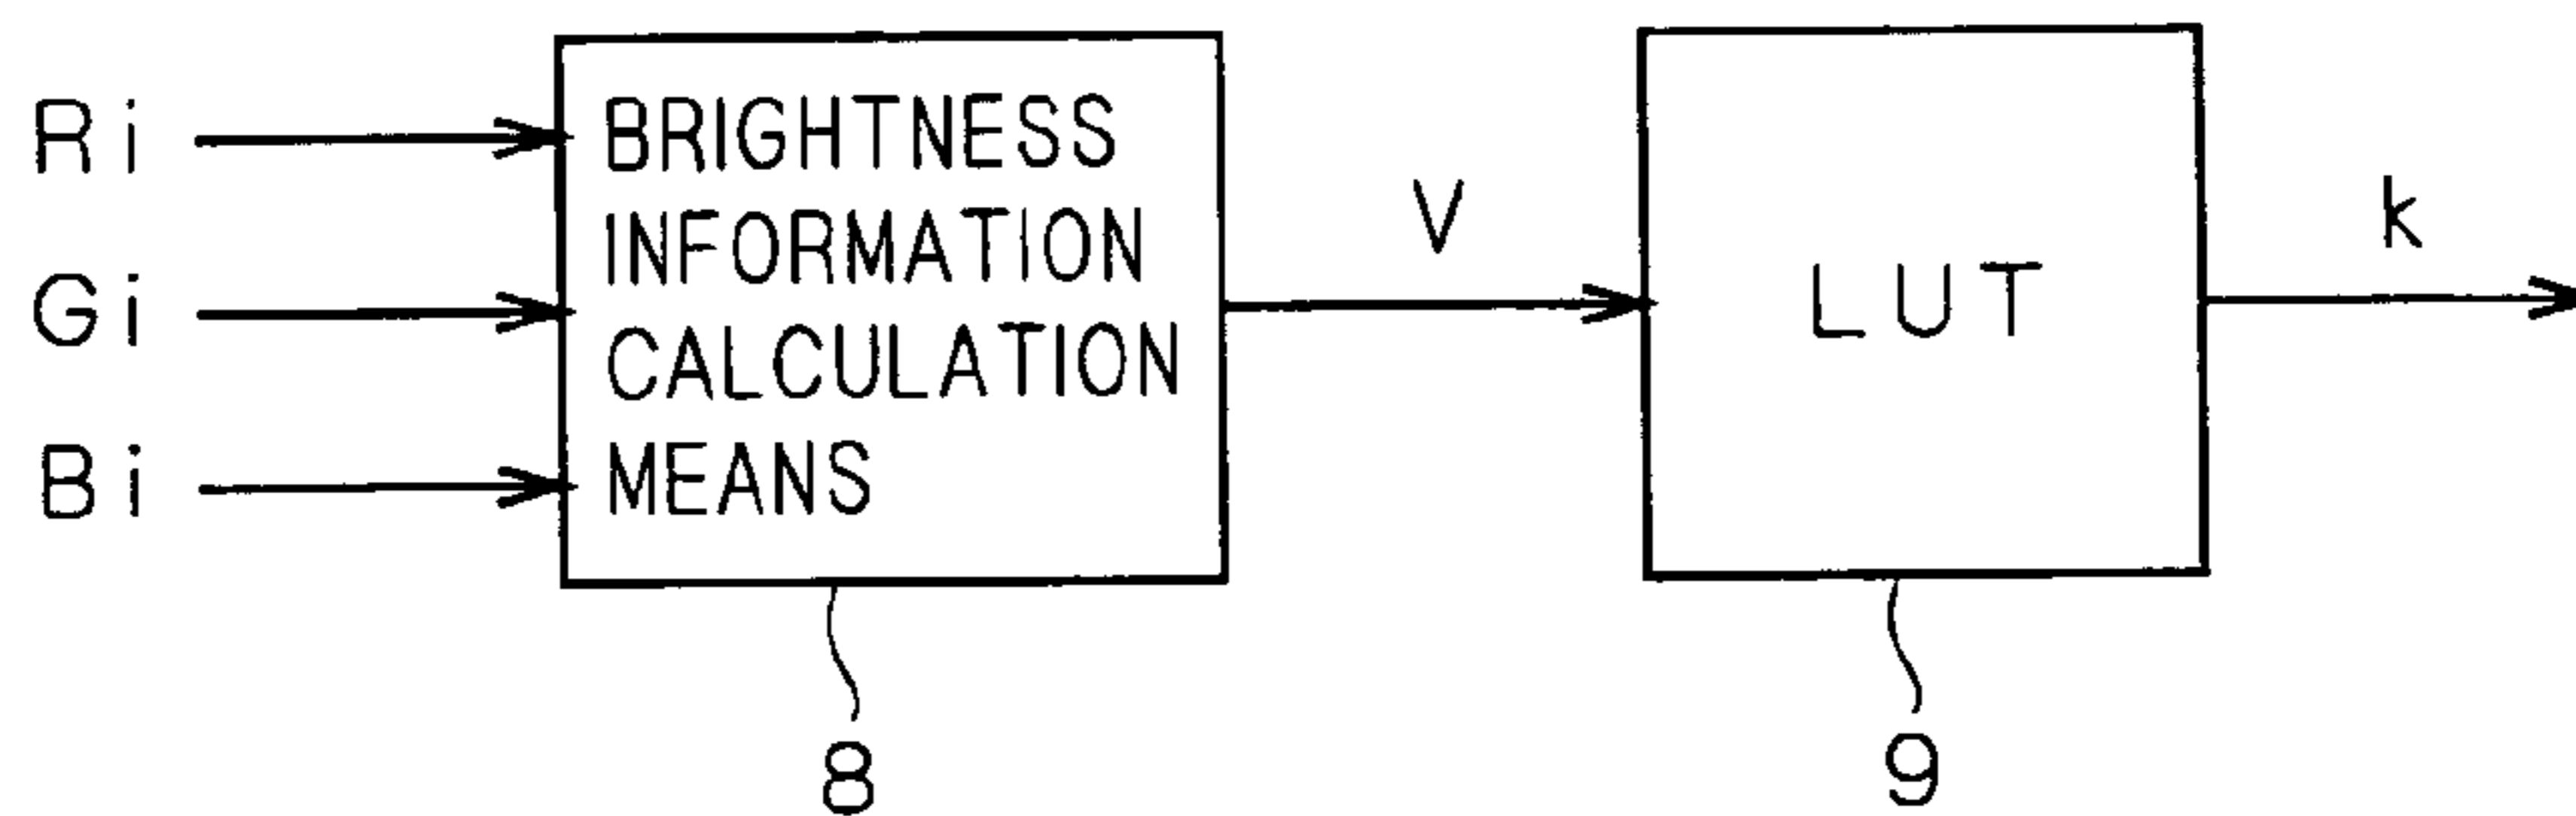 Ri
Gi
Bi
BRIGHTNESS
INFORMATION
CALCULATION
MEANS
V
LUT
k
8
9